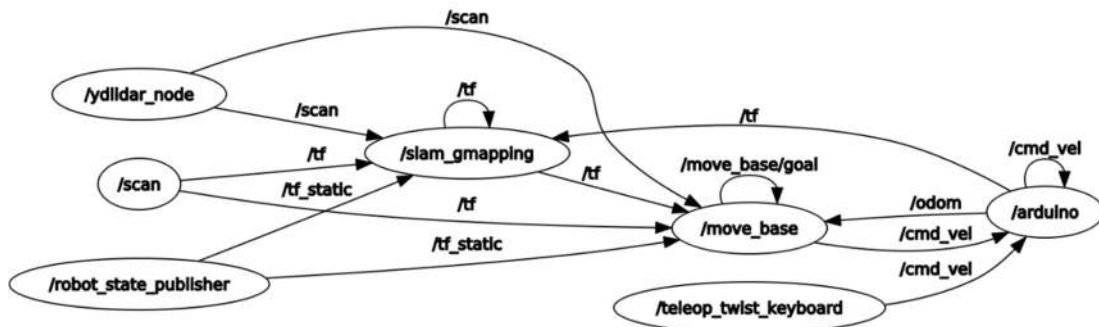 /scan
/ydlidar_node
/scan
/tf
/slam_gmapping
/tf
/tf
/scan
/tf_static
/tf
/tf
/move_base/goal
/cmd_vel
/odom
/arduino
/move_base
/cmd_vel
/tf_static
/cmd_vel
/robot_state_publisher
/teleop_twist_keyboard